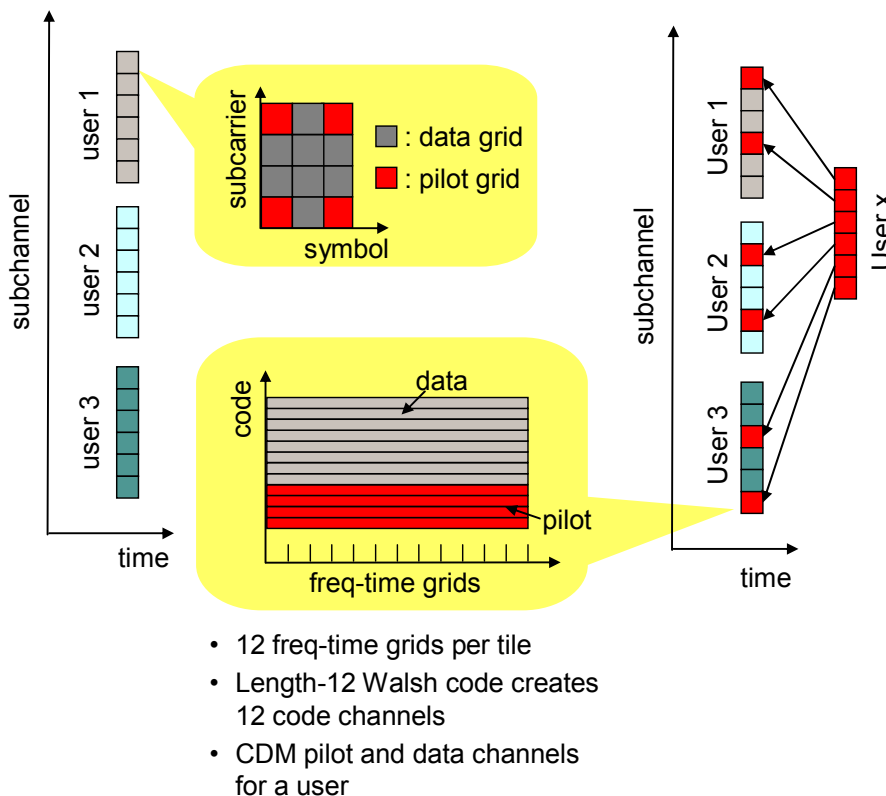 subchannel
user 1
user 2
user 3
time
subcarrier
symbol
: data grid
: pilot grid
code
data
pilot
freq-time grids
subchannel
User 1
User 2
User 3
User x
time
• 12 freq-time grids per tile
• Length-12 Walsh code creates
12 code channels
• CDM pilot and data channels
for a user